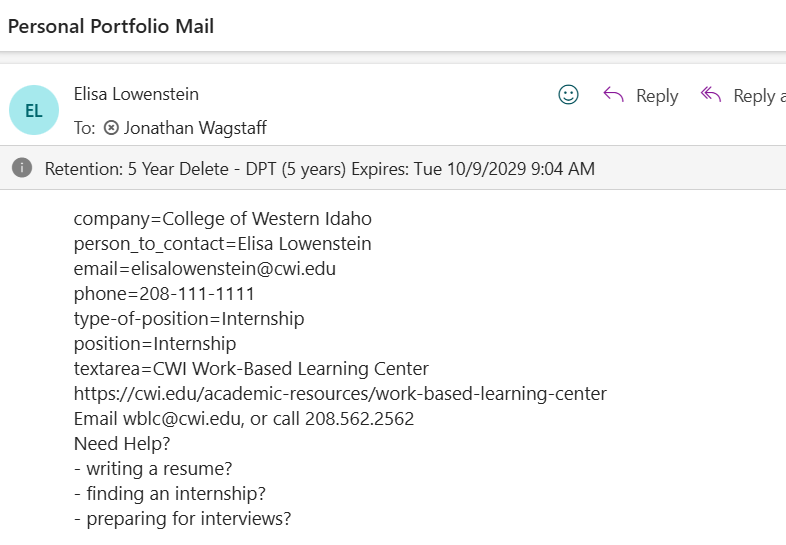 Personal Portfolio Mail
EL
Elisa Lowenstein
Reply
Reply a
To: Jonathan Wagstaff
Retention: 5 Year Delete - DPT (5 years) Expires: Tue 10/9/2029 9:04 AM
company=College of Western Idaho
person_to_contact=Elisa Lowenstein
email=elisalowenstein@cwi.edu
phone=208-111-1111
type-of-position=Internship
position=Internship
textarea=CWI Work-Based Learning Center
https://cwi.edu/academic-resources/work-based-learning-center
Email wblc@cwi.edu, or call 208.562.2562
Need Help?
- writing a resume?
- finding an internship?
- preparing for interviews?